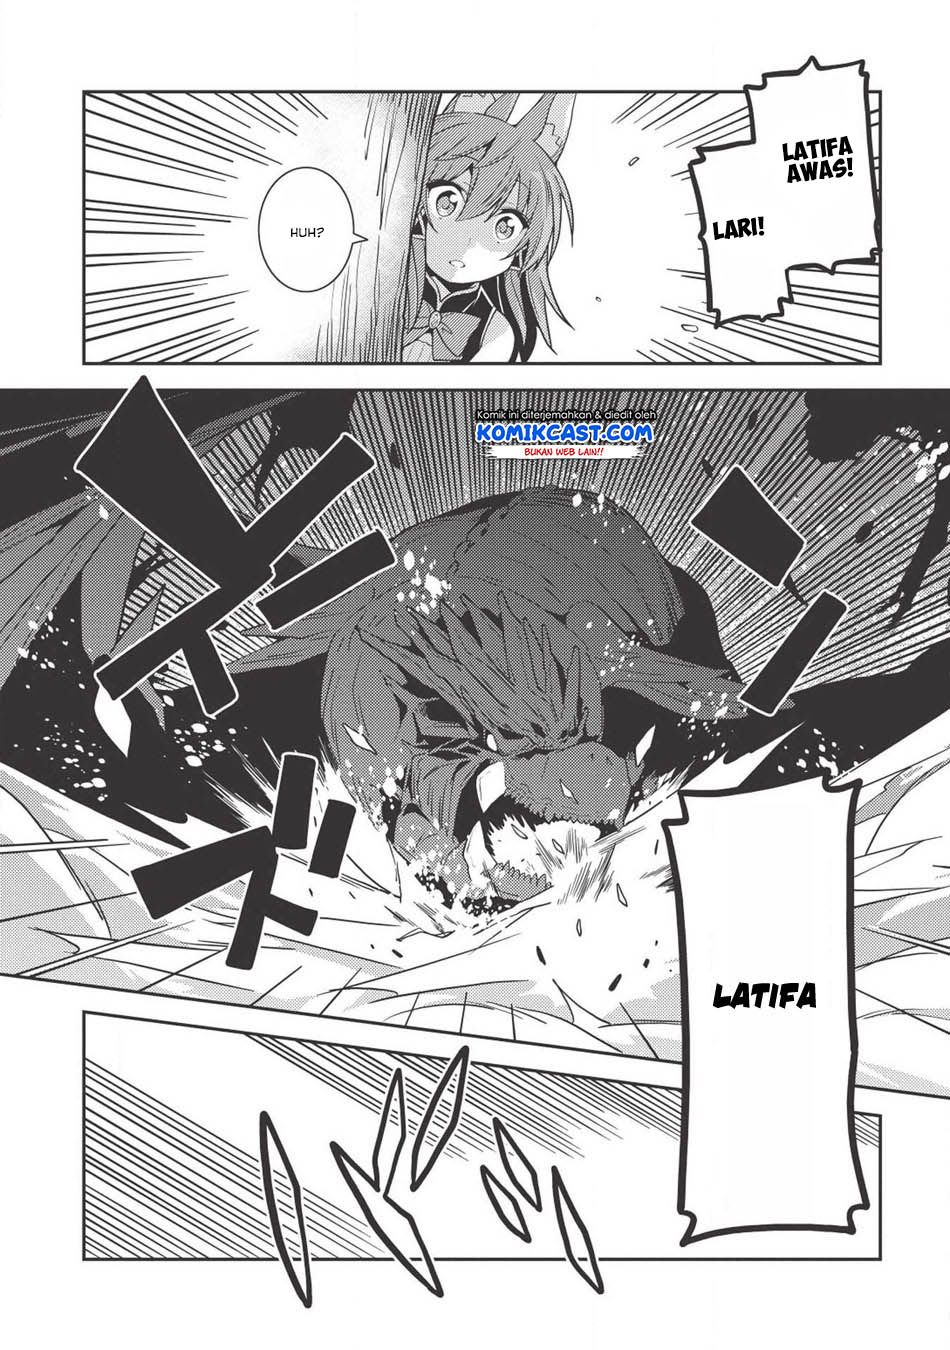 LATIFA
AWAS!
LARI!
HUH?
Komik ini diterjemahkan & diedit oleh
KOMIKCAST.COM
BUKAN WEB LAIN!!
LATIFA